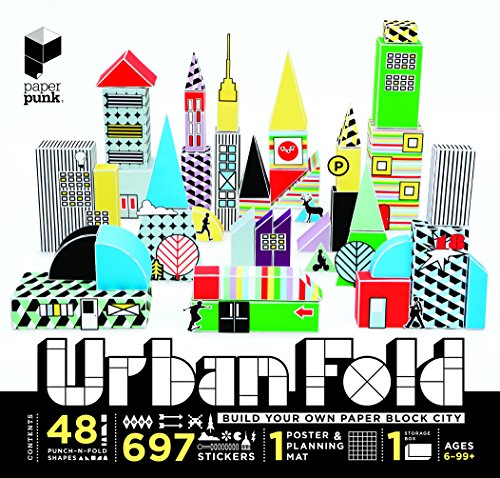 paper
punk®
P
18
Urban Fold
BUILD YOUR OWN PAPER BLOCK CITY
CONTENTS
48
PUNCH-N-FOLD
SHAPES
697
STICKERS
1 POSTER &
PLANNING
MAT
1
STORAGE
BOX
AGES
6-99+